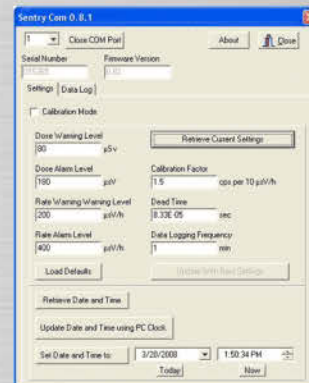 Sentry Com 0.8.1
1 Close COM Port About Close
Serial Number Firmware Version
Settings Data Log
Calibration Mode
Dose Warning Level Retrieve Current Settings
80 µSv
Dose Alarm Level Calibration Factor
160 µsV 1.5 cps per 10 µsV/h
Rate Warning Warning Level Dead Time
200 µsV/h 8.33E-05 sec
Rate Alarm Level Data Logging Frequency
400 µsV/h 1 min
Load Defaults Update With New Settings
Retrieve Date and Time
Update Date and Time using PC Clock
Set Date and Time to: 3/20/2008 1:50:34 PM
Today Now